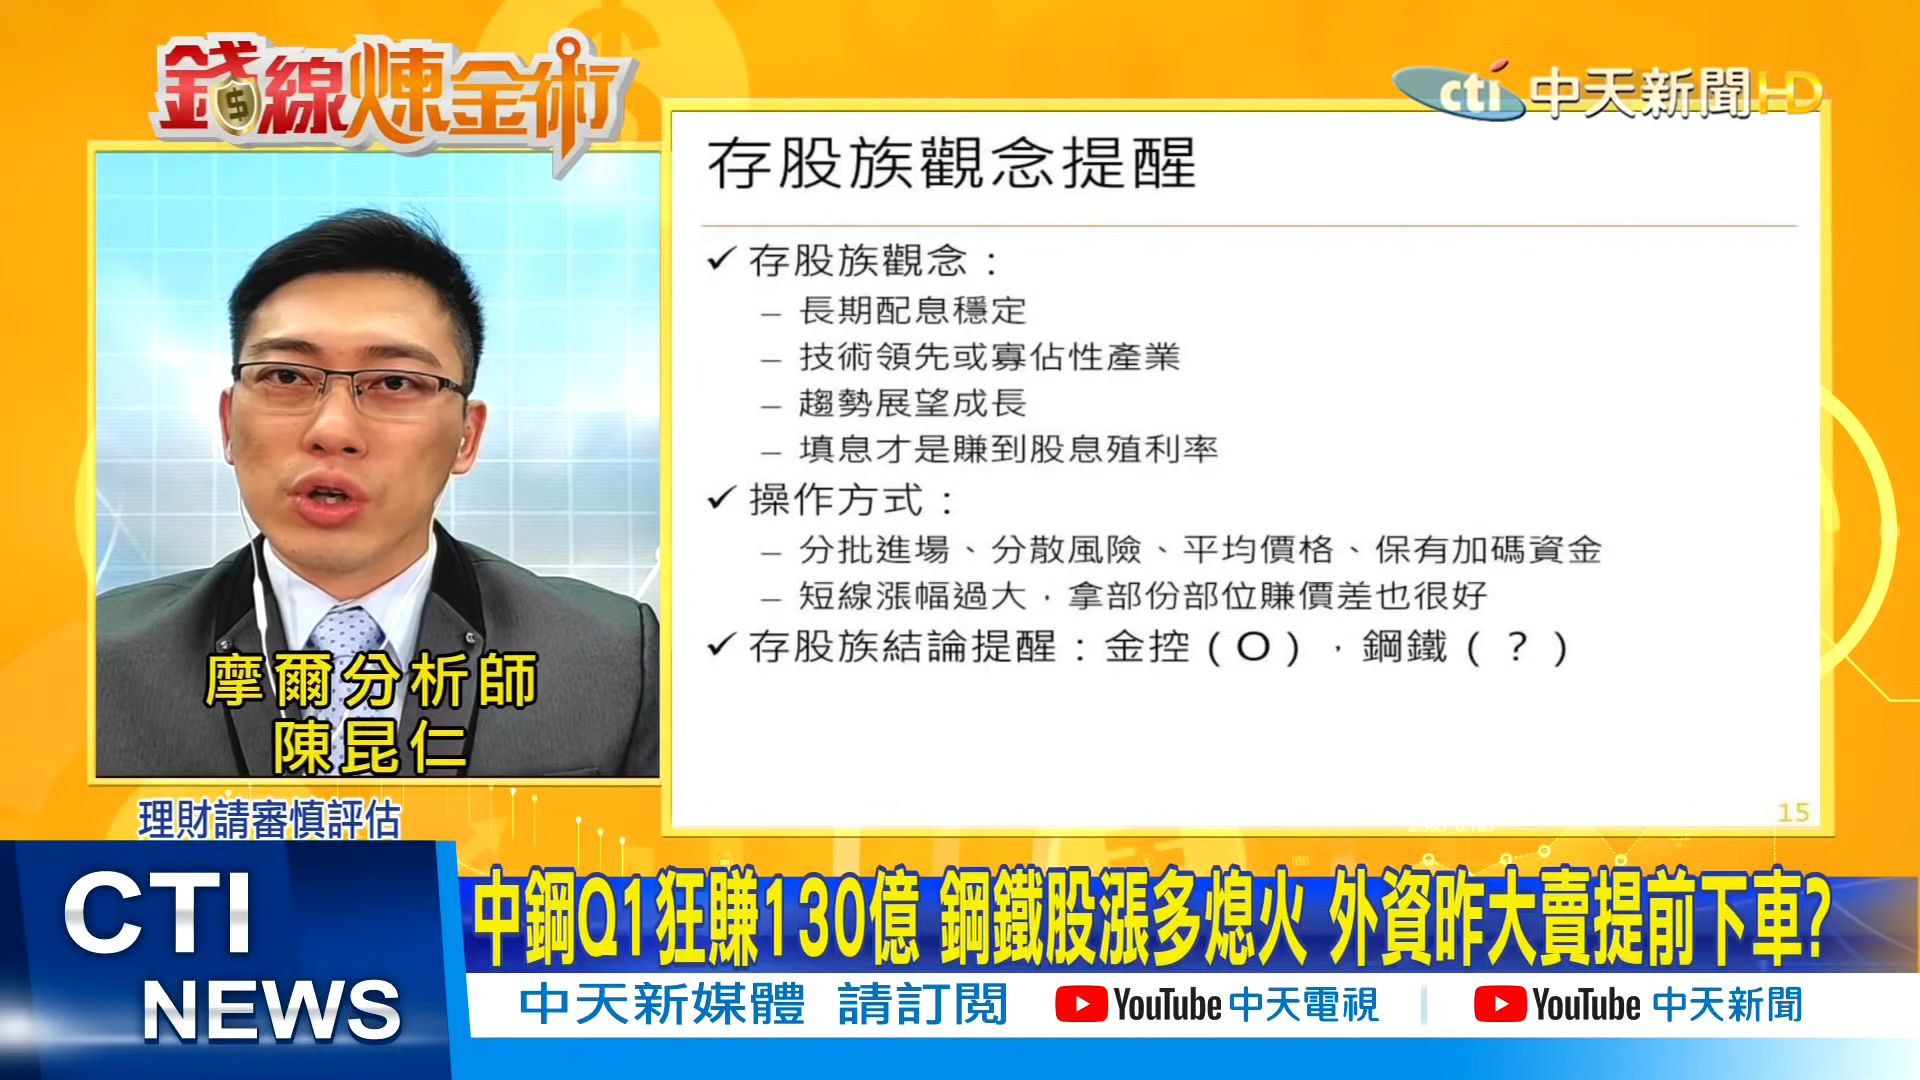 錢線煉金術
cti 中天新聞HD
存股族觀念提醒
✓ 存股族觀念：
– 長期配息穩定
– 技術領先或寡佔性產業
– 趨勢展望成長
– 填息才是賺到股息殖利率
✓ 操作方式：
– 分批進場、分散風險、平均價格、保有加碼資金
– 短線漲幅過大，拿部份部位賺價差也很好
✓ 存股族結論提醒：金控（O），鋼鐵（？）
15
摩爾分析師
陳昆仁
理財請審慎評估
CTI
NEWS
中鋼Q1狂賺130億 鋼鐵股漲多熄火 外資昨大賣提前下車?
中天新媒體 請訂閱 YouTube 中天電視 | YouTube 中天新聞